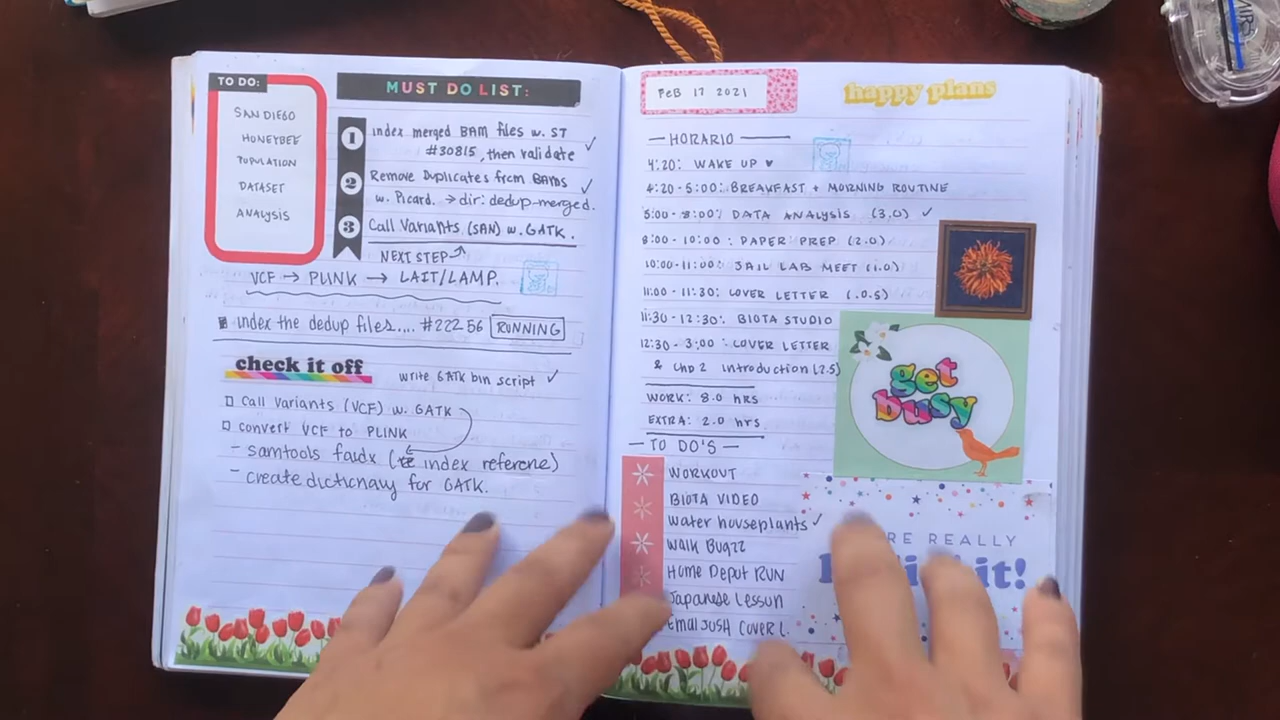 TO DO:
SAN DIEGO
HONEYBEE
POPULATION
DATASET
ANALYSIS
MUST DO LIST:
1 index merged BAM files w. ST
#30815, then validate ✓
2 Remove Duplicates from BAMs ✓
w. Picard. → dir: dedup-merged.
3 Call Variants (SAN) w. GATK.
NEXT STEP
VCF → PLINK → LAIT/LAMP.
index the dedup files.... #22256 RUNNING
check it off
write GATK bin script ✓
Call Variants (VCF) w. GATK
convert VCF to PLINK
- samtools faidx (index reference)
- create dictionary for GATK.
FEB 17 2021
happy plans
— HORARIO —
4:20: WAKE UP ♥
4:20-5:00: BREAKFAST + MORNING ROUTINE
5:00-8:00: DATA ANALYSIS (3.0) ✓
8:00-10:00: PAPER PREP (2.0)
10:00-11:00: LAB MEET (1.0)
11:00-11:30: COVER LETTER (.0.5)
11:30-12:30: BIOTA STUDIO
12:30-3:00: COVER LETTER
& Chp 2 Introduction (2.5)
WORK: 8.0 hrs
EXTRA: 2.0 hrs
— TO DO'S —
WORKOUT
BIOTA VIDEO
water houseplants ✓
Walk Bugzz
Home Depot RUN
Japanese Lesson
Email JOSH COVER L.
get
busy
RE REALLY
it!